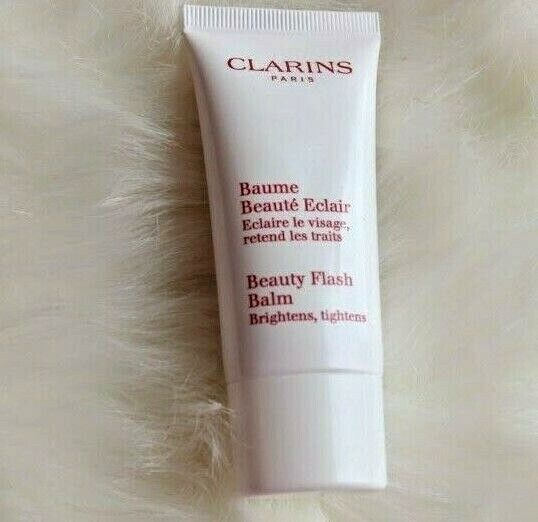 CLARINS
PARIS
Baume
Beauté Eclair
Eclaire le visage,
retend les traits
Beauty Flash
Balm
Brightens, tightens